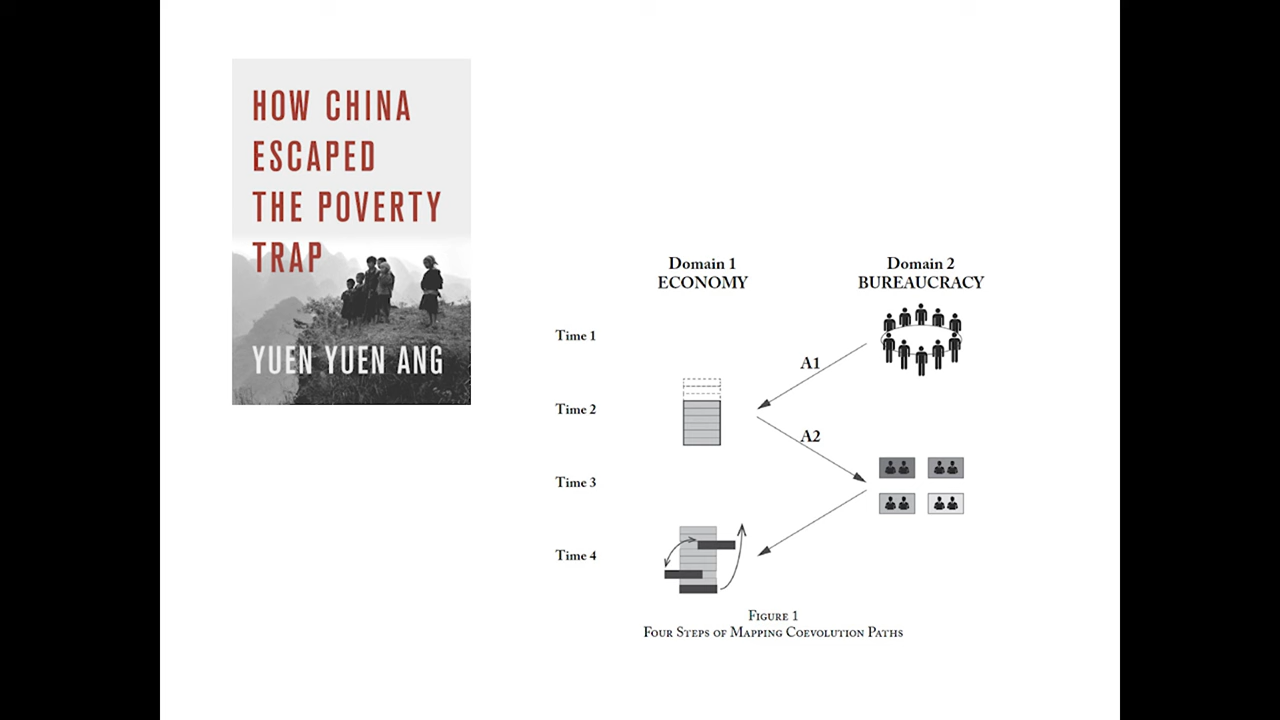 HOW CHINA
ESCAPED
THE POVERTY
TRAP
YUEN YUEN ANG
Domain 1
ECONOMY
Domain 2
BUREAUCRACY
Time 1
A1
Time 2
A2
Time 3
Time 4
Figure 1
Four Steps of Mapping Coevolution Paths